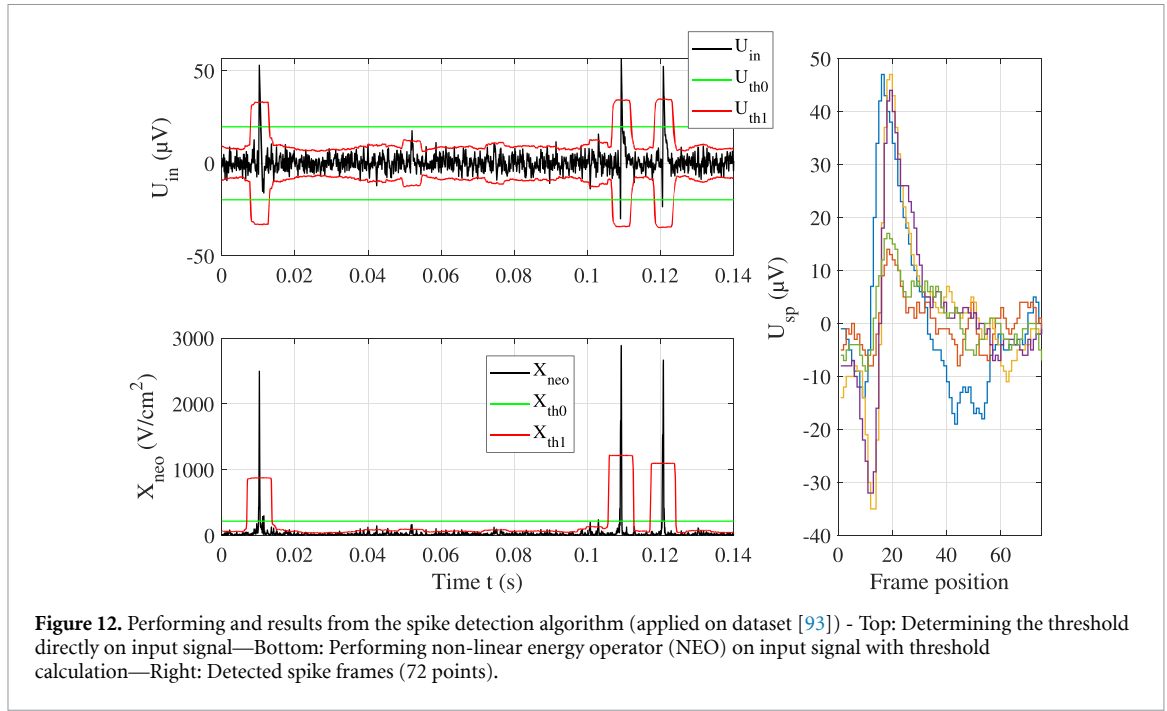 50
0
-50
U_in (μV)
U_in
U_th0
U_th1
0 0.02 0.04 0.06 0.08 0.1 0.12 0.14
3000
2000
1000
0
X_neo (V/cm²)
X_neo
X_th0
X_th1
0 0.02 0.04 0.06 0.08 0.1 0.12 0.14
Time t (s)
50
40
30
20
10
0
-10
-20
-30
-40
U_sp (μV)
0 20 40 60
Frame position
Figure 12. Performing and results from the spike detection algorithm (applied on dataset [93]) - Top: Determining the threshold
directly on input signal—Bottom: Performing non-linear energy operator (NEO) on input signal with threshold
calculation—Right: Detected spike frames (72 points).